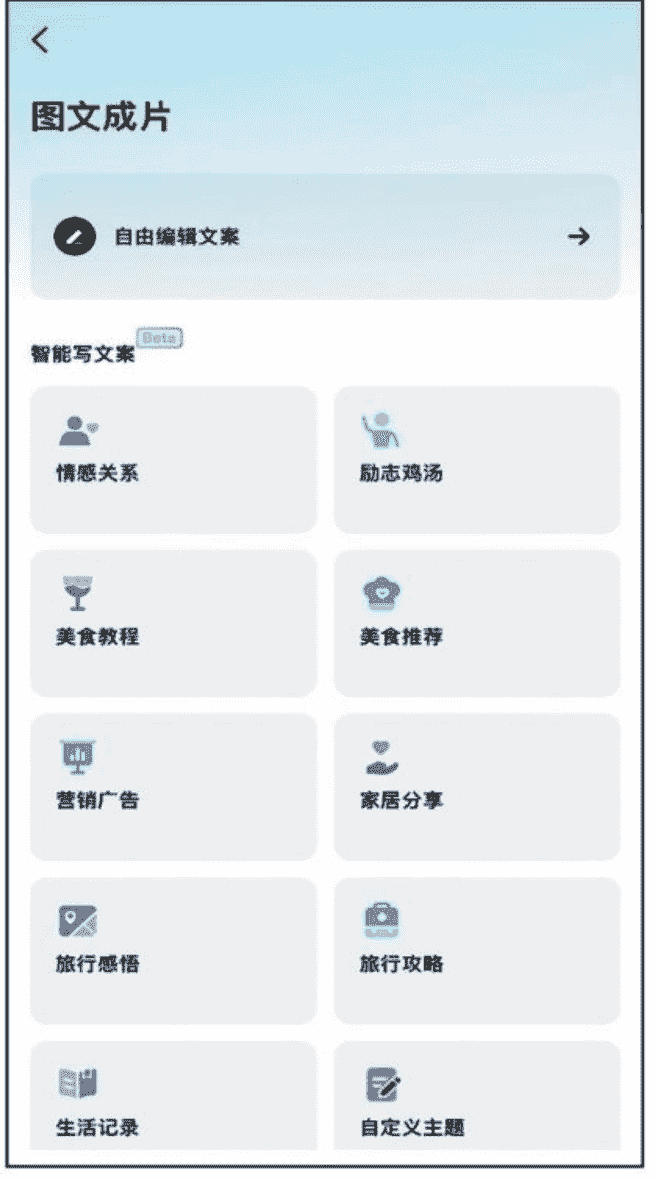 图文成片
自由编辑文案
智能写文案 Beta
情感关系 励志鸡汤
美食教程 美食推荐
营销广告 家居分享
旅行感悟 旅行攻略
生活记录 自定义主题